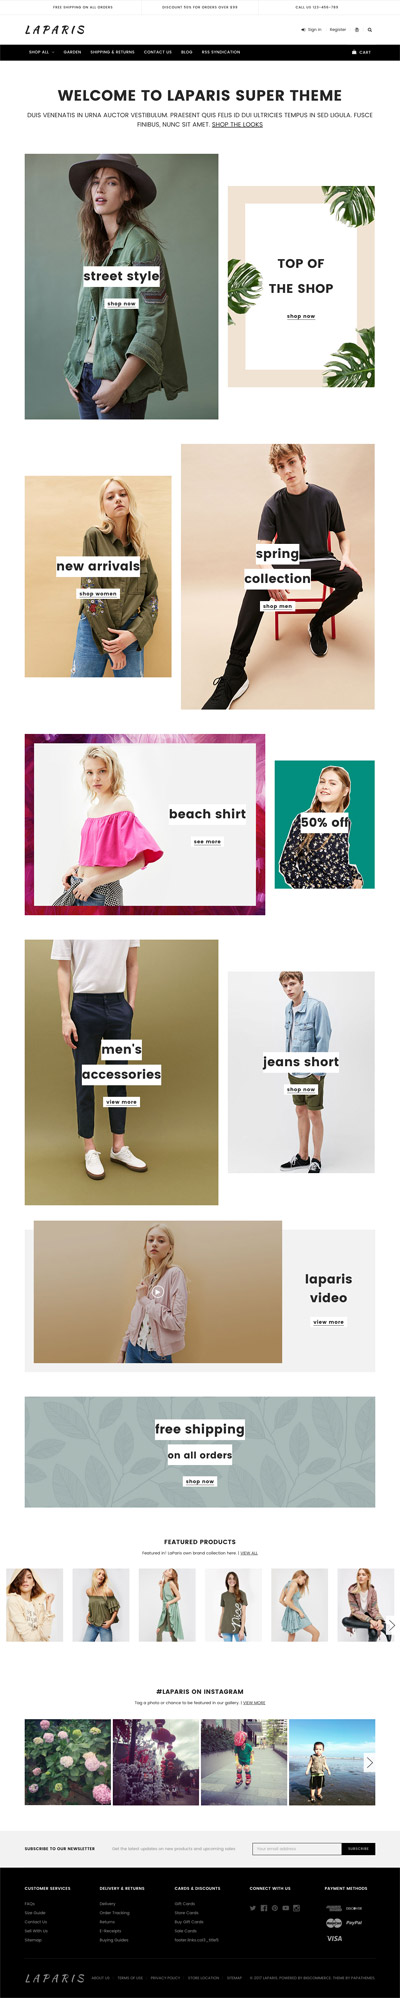 FREE SHIPPING ON ALL ORDERS
DISCOUNT 50% FOR ORDERS OVER $99
CALL US 123-456-789
LAPARIS
Sign in
Register
SHOP ALL
GARDEN
SHIPPING & RETURNS
CONTACT US
BLOG
RSS SYNDICATION
CART
WELCOME TO LAPARIS SUPER THEME
DUIS VENENATIS IN URNA AUCTOR VESTIBULUM. PRAESENT QUIS FELIS ID DUI ULTRICIES TEMPUS IN SED LIGULA. FUSCE
FINIBUS, NUNC SIT AMET. SHOP THE LOOKS
street style
shop now
TOP OF
THE SHOP
shop now
new arrivals
shop women
spring
collection
shop men
beach shirt
see more
50% off
men's
accessories
view more
jeans short
shop now
laparis
video
view more
free shipping
on all orders
shop now
FEATURED PRODUCTS
Featured in! LaParis own brand collection here. | VIEW ALL
Nice
#LAPARIS ON INSTAGRAM
Tag a photo or chance to be featured in our gallery. | VIEW MORE
SUBSCRIBE TO OUR NEWSLETTER
Get the latest updates on new products and upcoming sales
Your email address
SUBSCRIBE
CUSTOMER SERVICES
FAQs
Size Guide
Contact Us
Sell With Us
Sitemap
DELIVERY & RETURNS
Delivery
Order Tracking
Returns
E-Receipts
Buying Guides
CARDS & DISCOUNTS
Gift Cards
Store Cards
Buy Gift Cards
Sale Cards
CONNECT WITH US
PAYMENT METHODS
DISCOVER
PayPal
VISA
LAPARIS
ABOUT US
TERMS OF USE
PRIVACY POLICY
STORE LOCATION
SITEMAP
© 2017 LAPARIS. POWERED BY BIGCOMMERCE. THEME BY PAPATHEMES